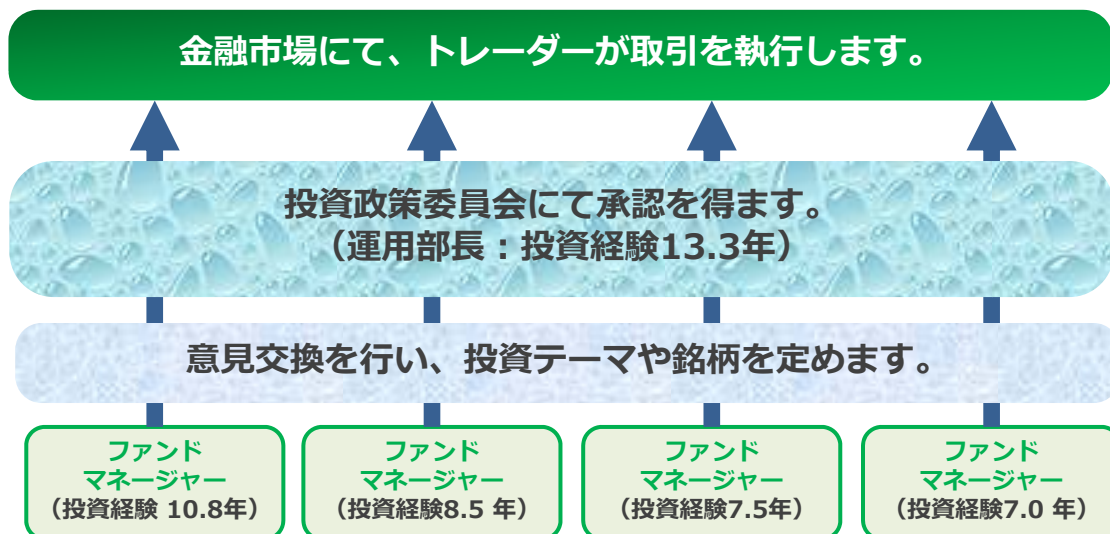 金融市場にて、トレーダーが取引を執行します。
投資政策委員会にて承認を得ます。
（運用部長：投資経験13.3年）
意見交換を行い、投資テーマや銘柄を定めます。
ファンド
マネージャー
（投資経験 10.8年）
ファンド
マネージャー
（投資経験8.5 年）
ファンド
マネージャー
（投資経験7.5年）
ファンド
マネージャー
（投資経験7.0 年）